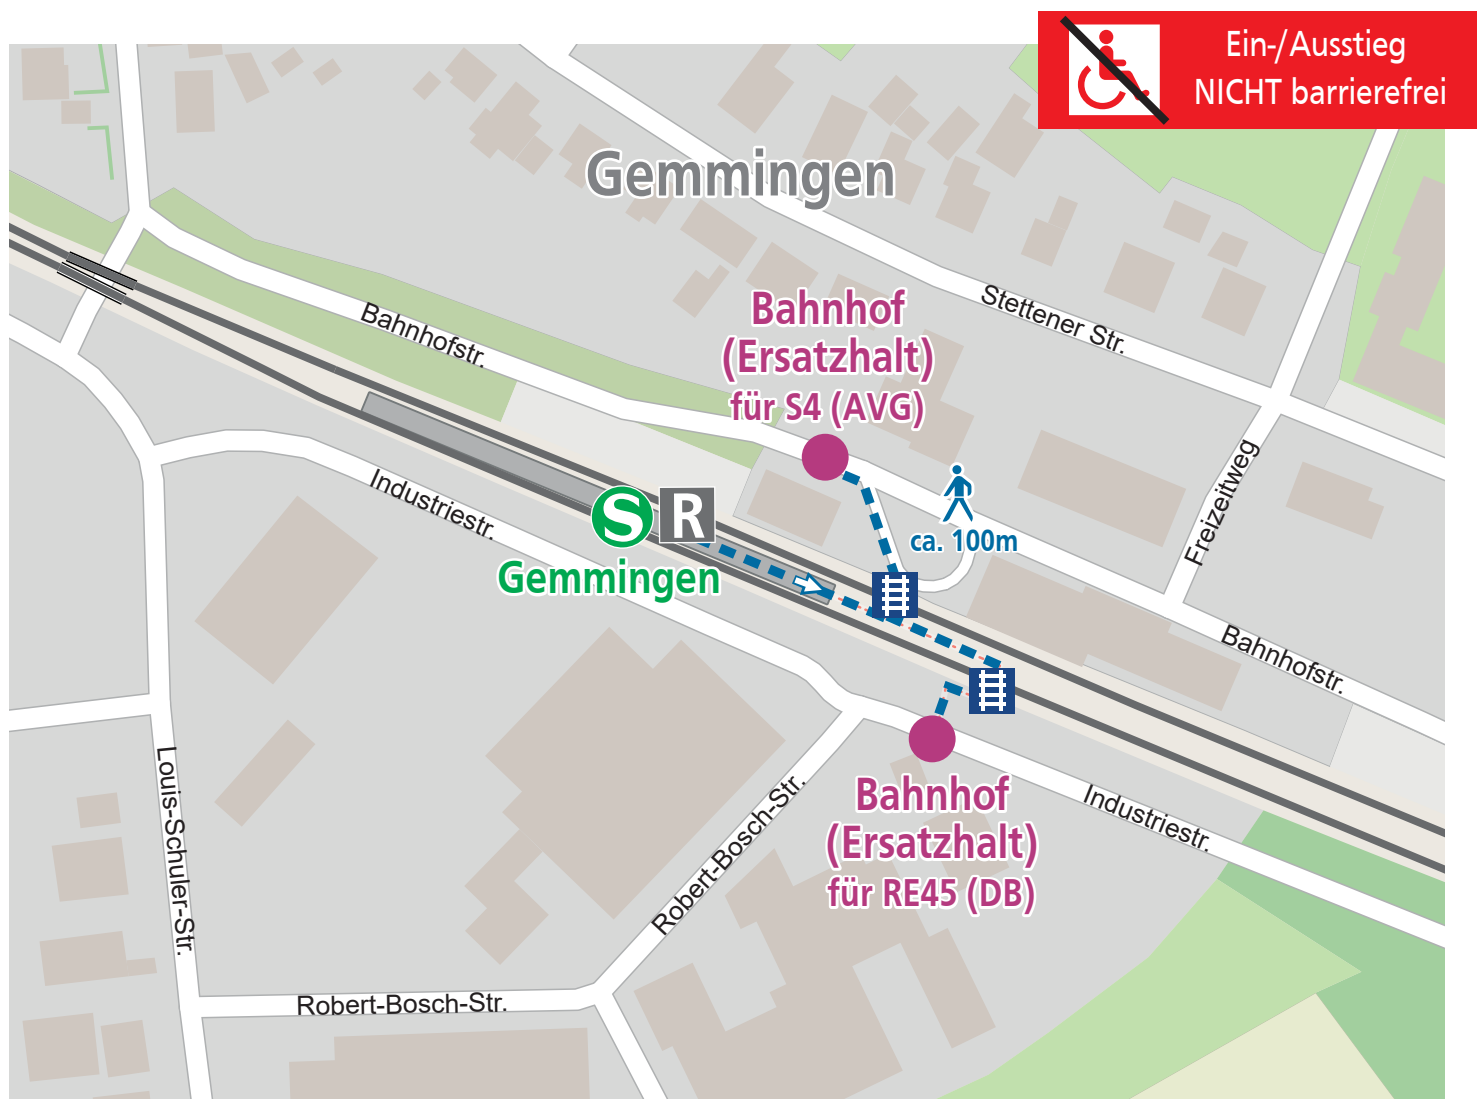 Ein-/Ausstieg
NICHT barrierefrei
Gemmingen
Bahnhofstr.
Bahnhof
(Ersatzhalt)
für S4 (AVG)
Stettener Str.
Freizeitweg
Industriestr.
S R
Gemmingen
ca. 100m
Bahnhofstr.
Bahnhof
(Ersatzhalt)
für RE45 (DB)
Industriestr.
Louis-Schuler-Str.
Robert-Bosch-Str.
Robert-Bosch-Str.